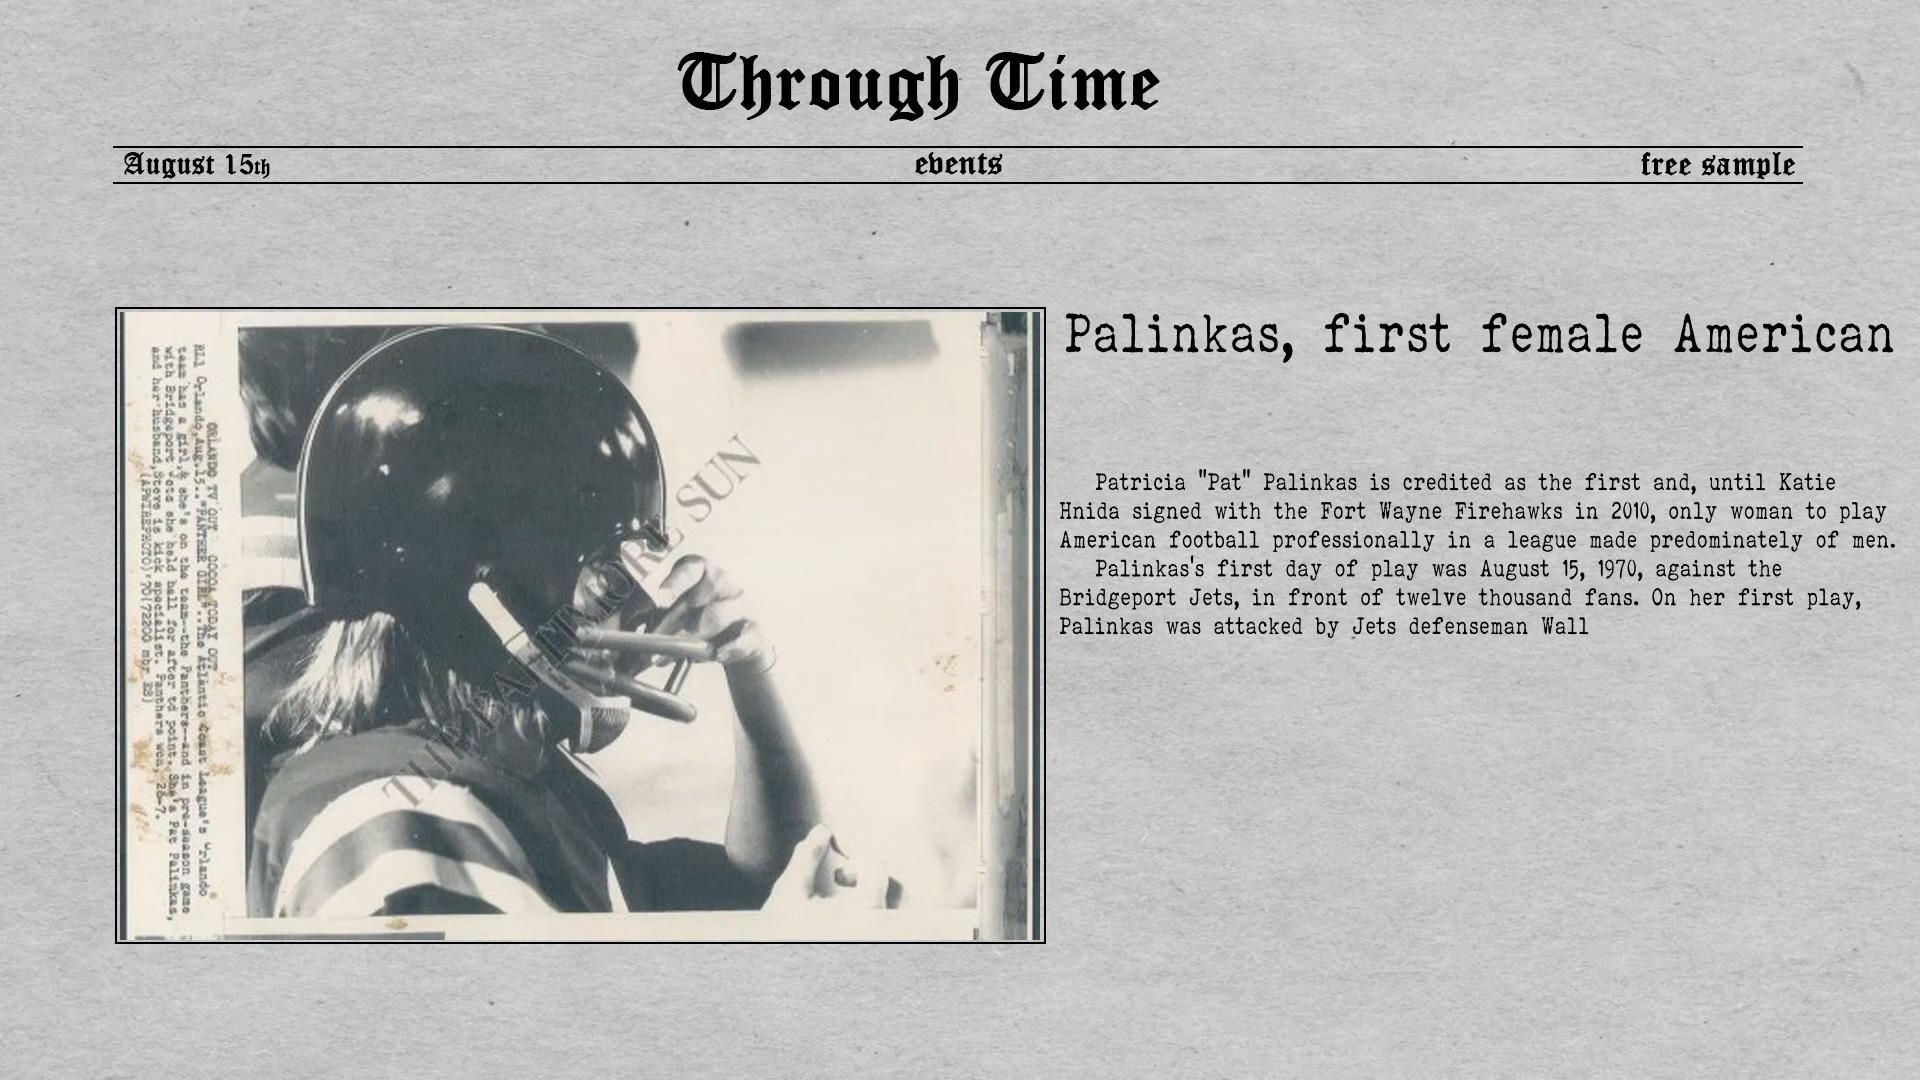 Through Time
August 15th
events
free sample
Palinkas, first female American
Patricia "Pat" Palinkas is credited as the first and, until Katie
Hnida signed with the Fort Wayne Firehawks in 2010, only woman to play
American football professionally in a league made predominately of men.
Palinkas's first day of play was August 15, 1970, against the
Bridgeport Jets, in front of twelve thousand fans. On her first play,
Palinkas was attacked by Jets defenseman Wall
ORLANDO TV OUT COCOA TODAY OUT
Orlando, Aug.15.."PANTHER GIRL"..The Atlantic Coast League's Orlando
team has a girl,& she's on the team--the Panthers--and in pre-season game
with Bridgeport Jets she held ball for after td point. She's Pat Palinkas,
and her husband,Steve is kick specialist. Panthers won, 26-7.
(APWIREPHOTO)
THE BALTIMORE SUN